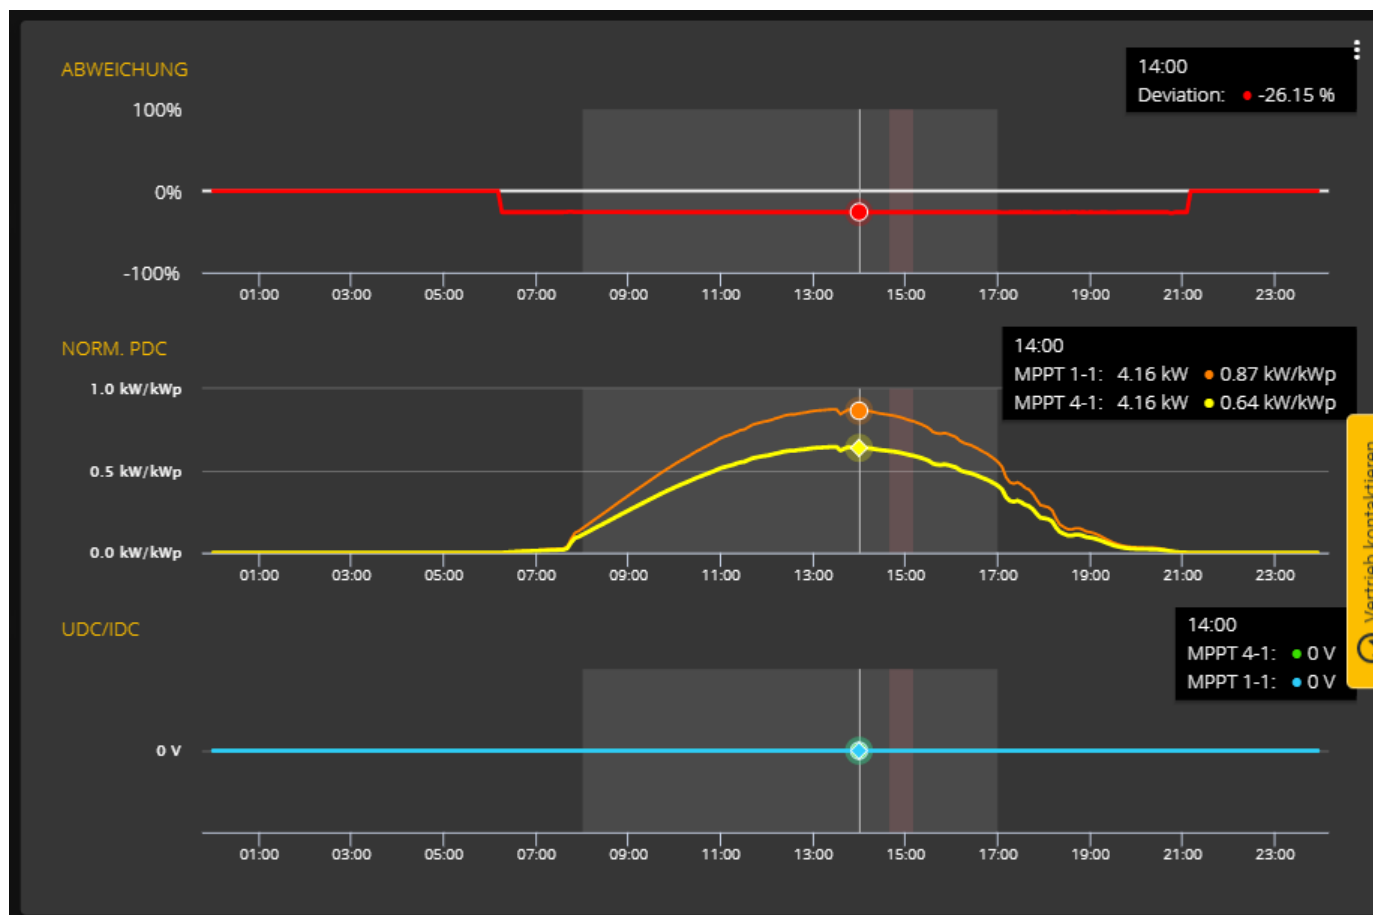 ABWEICHUNG
14:00
Deviation: -26.15 %
100%
0%
-100%
01:00 03:00 05:00 07:00 09:00 11:00 13:00 15:00 17:00 19:00 21:00 23:00
NORM. PDC
14:00
MPPT 1-1: 4.16 kW 0.87 kW/kWp
MPPT 4-1: 4.16 kW 0.64 kW/kWp
1.0 kW/kWp
0.5 kW/kWp
0.0 kW/kWp
01:00 03:00 05:00 07:00 09:00 11:00 13:00 15:00 17:00 19:00 21:00 23:00
Vertrieb kontaktieren
UDC/IDC
14:00
MPPT 4-1: 0 V
MPPT 1-1: 0 V
0 V
01:00 03:00 05:00 07:00 09:00 11:00 13:00 15:00 17:00 19:00 21:00 23:00